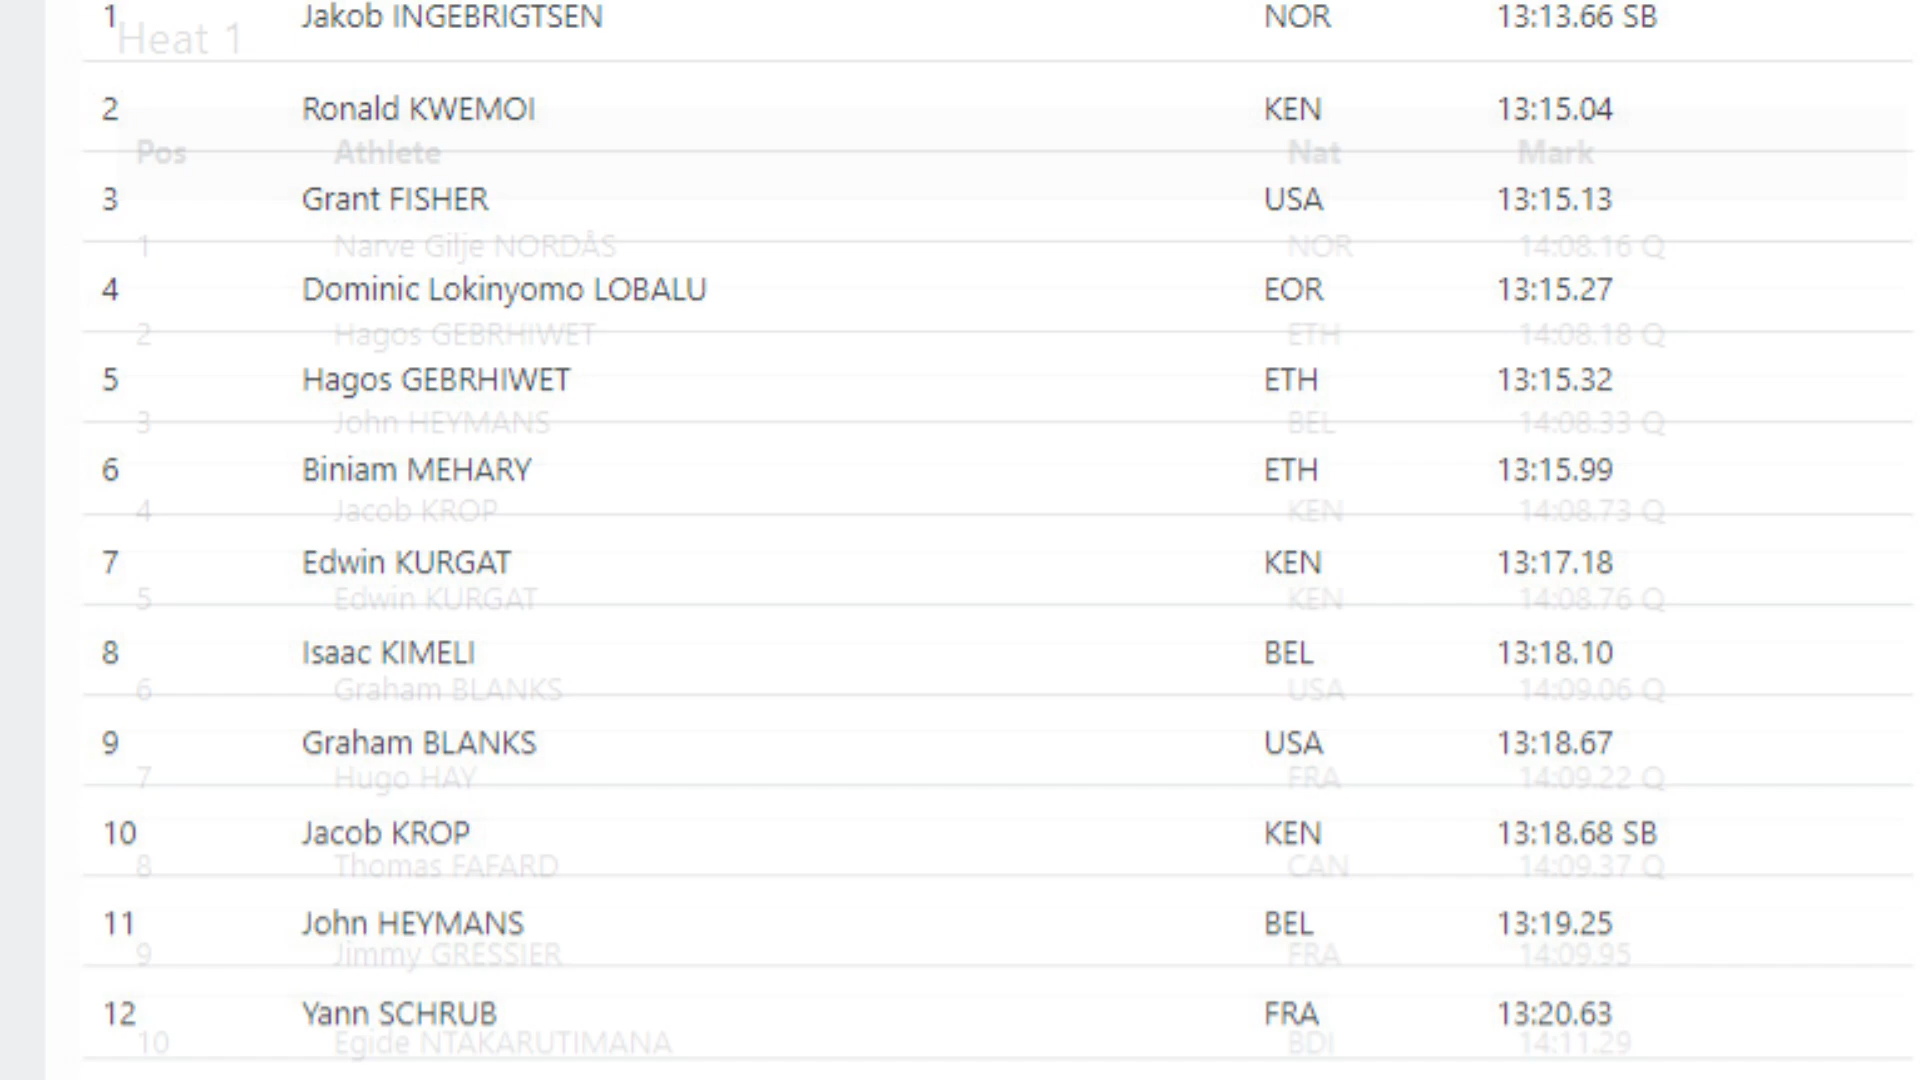 1 Jakob INGEBRIGTSEN NOR 13:13.66 SB
Heat 1
2 Ronald KWEMOI KEN 13:15.04
Pos Athlete Nat Mark
3 Grant FISHER USA 13:15.13
1 Narve Gilje NORDÅS NOR 14:08.16 Q
4 Dominic Lokinyomo LOBALU EOR 13:15.27
2 Hagos GEBRHIWET ETH 14:08.18 Q
5 Hagos GEBRHIWET ETH 13:15.32
3 John HEYMANS BEL 14:08.33 Q
6 Biniam MEHARY ETH 13:15.99
4 Jacob KROP KEN 14:08.73 Q
7 Edwin KURGAT KEN 13:17.18
5 Edwin KURGAT KEN 14:08.76 Q
8 Isaac KIMELI BEL 13:18.10
6 Graham BLANKS USA 14:09.06 Q
9 Graham BLANKS USA 13:18.67
7 Hugo HAY FRA 14:09.22 Q
10 Jacob KROP KEN 13:18.68 SB
8 Thomas FAFARD CAN 14:09.37 Q
11 John HEYMANS BEL 13:19.25
9 Jimmy GRESSIER FRA 14:09.95
12 Yann SCHRUB FRA 13:20.63
10 Egide NTAKARUTIMANA BDI 14:11.29